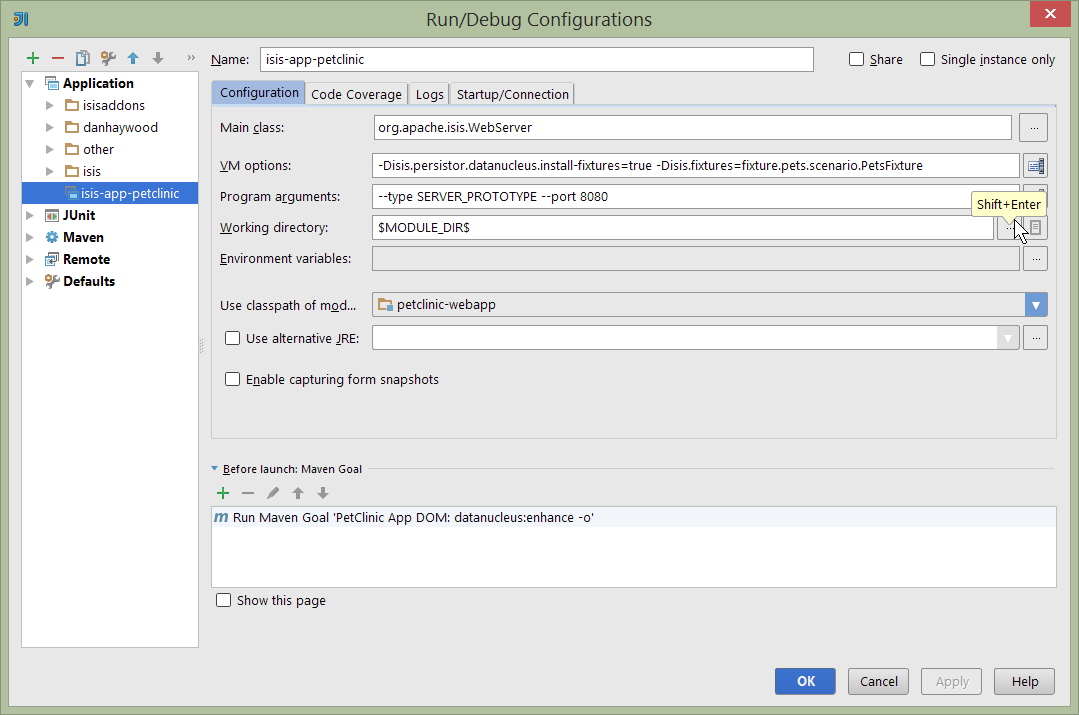 Run/Debug Configurations
Name: isis-app-petclinic Share Single instance only
Application
isisaddons
danhaywood
other
isis
isis-app-petclinic
JUnit
Maven
Remote
Defaults
Configuration Code Coverage Logs Startup/Connection
Main class: org.apache.isis.WebServer ...
VM options: -Disis.persistor.datanucleus.install-fixtures=true -Disis.fixtures=fixture.pets.scenario.PetsFixture
Program arguments: --type SERVER_PROTOTYPE --port 8080
Shift+Enter
Working directory: $MODULE_DIR$ ...
Environment variables: ...
Use classpath of mod... petclinic-webapp
Use alternative JRE: ...
Enable capturing form snapshots
Before launch: Maven Goal
m Run Maven Goal 'PetClinic App DOM: datanucleus:enhance -o'
Show this page
OK Cancel Apply Help